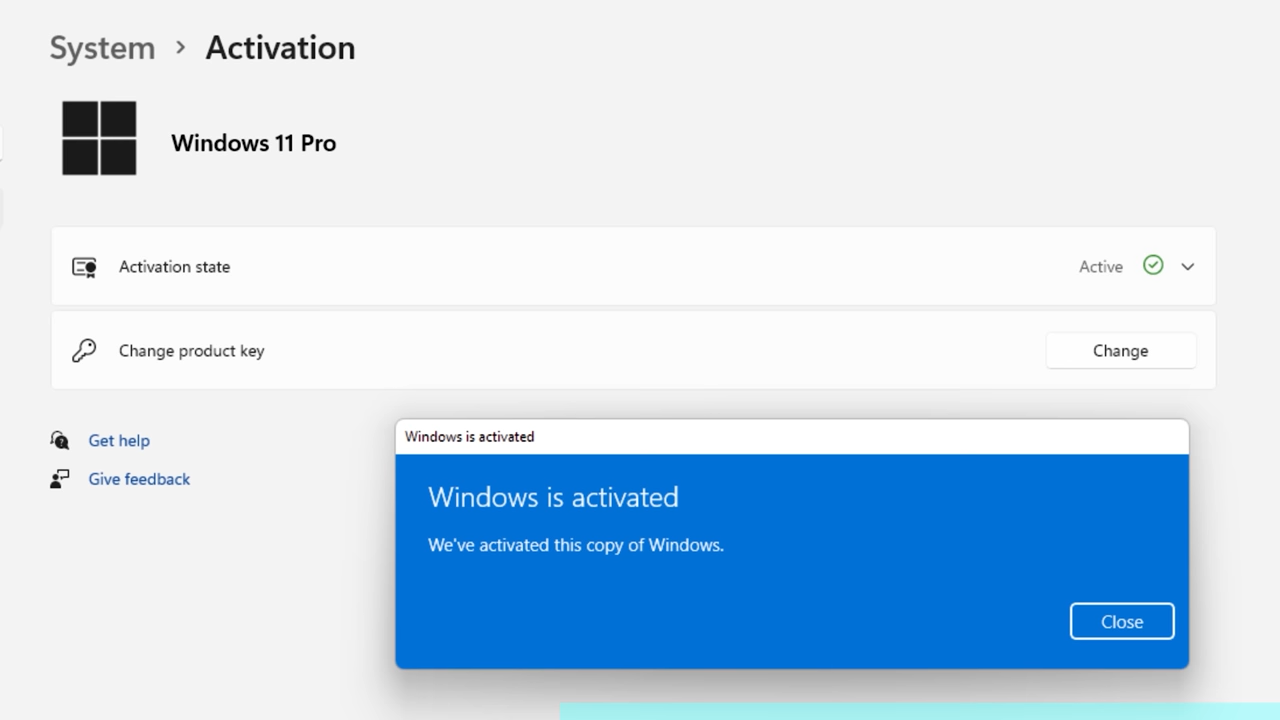 System > Activation
Windows 11 Pro
Activation state
Active
Change product key
Change
Get help
Give feedback
Windows is activated
Windows is activated
We've activated this copy of Windows.
Close